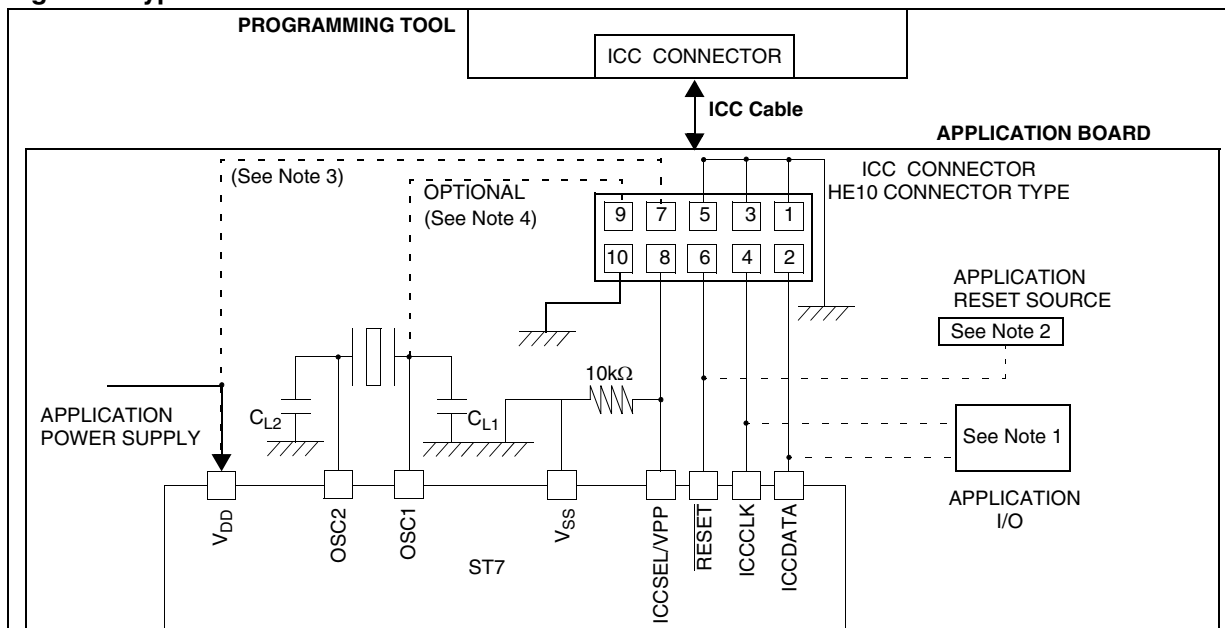 PROGRAMMING TOOL
ICC CONNECTOR
ICC Cable
APPLICATION BOARD
(See Note 3)
OPTIONAL
(See Note 4)
ICC CONNECTOR
HE10 CONNECTOR TYPE
9 7 5 3 1
10 8 6 4 2
APPLICATION
RESET SOURCE
See Note 2
10kΩ
APPLICATION
POWER SUPPLY
CL2
CL1
See Note 1
APPLICATION
I/O
VDD
OSC2
OSC1
VSS
ICCSEL/VPP
RESET
ICCCLK
ICCDATA
ST7